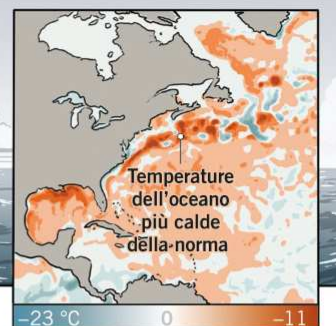 Temperature
dell'oceano
più calde
della norma
−23 °C 0 −11